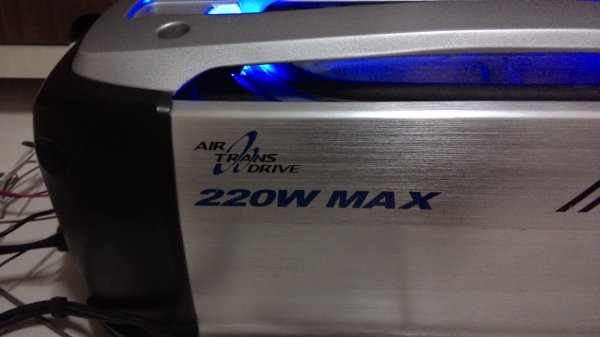 AIR
TRANS
DRIVE
220W MAX